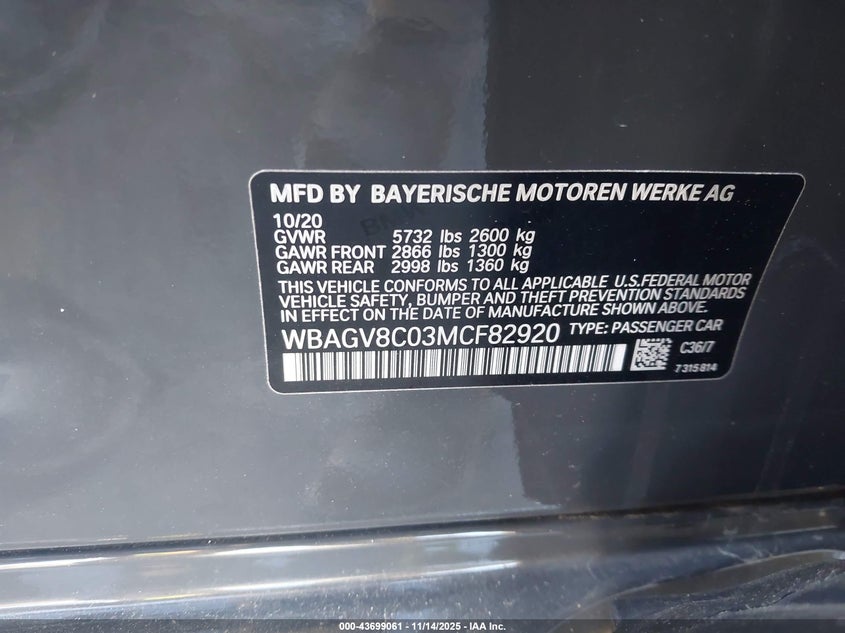 MFD BY BAYERISCHE MOTOREN WERKE AG
10/20
GVWR 5732 lbs 2600 kg
GAWR FRONT 2866 lbs 1300 kg
GAWR REAR 2998 lbs 1360 kg
THIS VEHICLE CONFORMS TO ALL APPLICABLE U.S.FEDERAL MOTOR
VEHICLE SAFETY, BUMPER AND THEFT PREVENTION STANDARDS
IN EFFECT ON THE DATE OF MANUFACTURE SHOWN ABOVE.
WBAGV8C03MCF82920 TYPE: PASSENGER CAR
C36/7
7 315 814
000-43699061 - 11/14/2025 - IAA Inc.